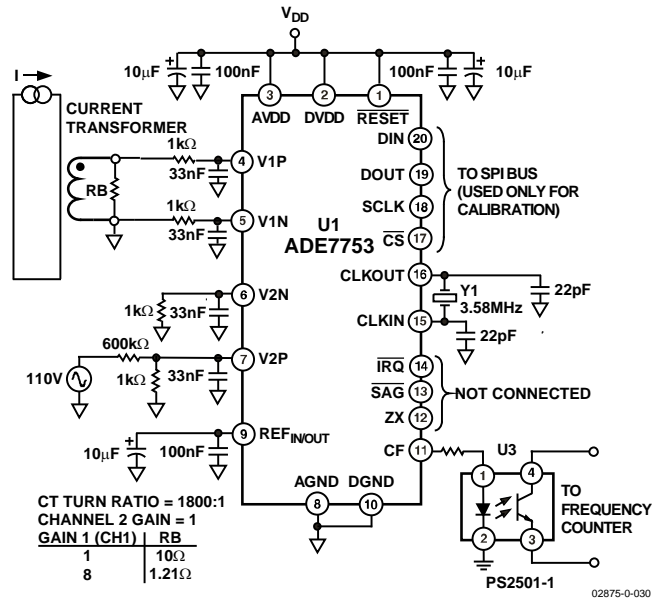 VDD
10μF
100nF
100nF
10μF
I
3
2
1
AVDD
DVDD
RESET
CURRENT
TRANSFORMER
RB
1kΩ
33nF
4
V1P
1kΩ
33nF
5
V1N
U1
ADE7753
DIN
20
DOUT
19
SCLK
18
CS
17
TO SPI BUS
(USED ONLY FOR
CALIBRATION)
CLKOUT
16
Y1
3.58MHz
22pF
CLKIN
15
22pF
6
V2N
1kΩ
33nF
600kΩ
7
V2P
110V
1kΩ
33nF
IRQ
14
SAG
13
ZX
12
NOT CONNECTED
9
REFIN/OUT
10μF
100nF
CF
11
U3
1
4
2
3
TO
FREQUENCY
COUNTER
PS2501-1
AGND
DGND
8
10
CT TURN RATIO = 1800:1
CHANNEL 2 GAIN = 1
GAIN 1 (CH1) RB
1 10Ω
8 1.21Ω
02875-0-030